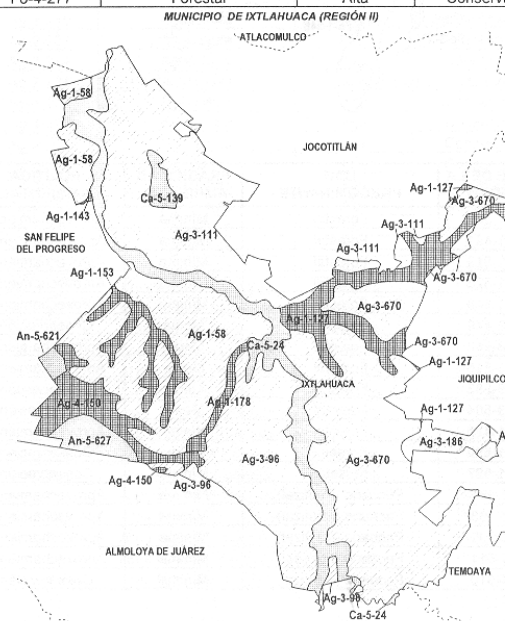 Forestal Alta
MUNICIPIO DE IXTLAHUACA (REGIÓN II)
ATLACOMULCO
Ag-1-58
JOCOTITLÁN
Ag-1-58
Ag-1-127
Ca-5-139
Ag-3-670
Ag-1-143
Ag-3-111
SAN FELIPE
DEL PROGRESO
Ag-3-111
Ag-3-111
Ag-1-153
Ag-3-670
Ag-3-670
Ag-1-127
An-5-621
Ag-1-58
Ca-5-24
Ag-3-670
Ag-1-127
IXTLAHUACA
JIQUIPILCO
Ag-4-150
Ag-1-178
Ag-1-127
An-5-627
Ag-3-186
Ag-3-96
Ag-3-670
Ag-4-150
Ag-3-96
ALMOLOYA DE JUÁREZ
TEMOAYA
Ag-3-96
Ca-5-24